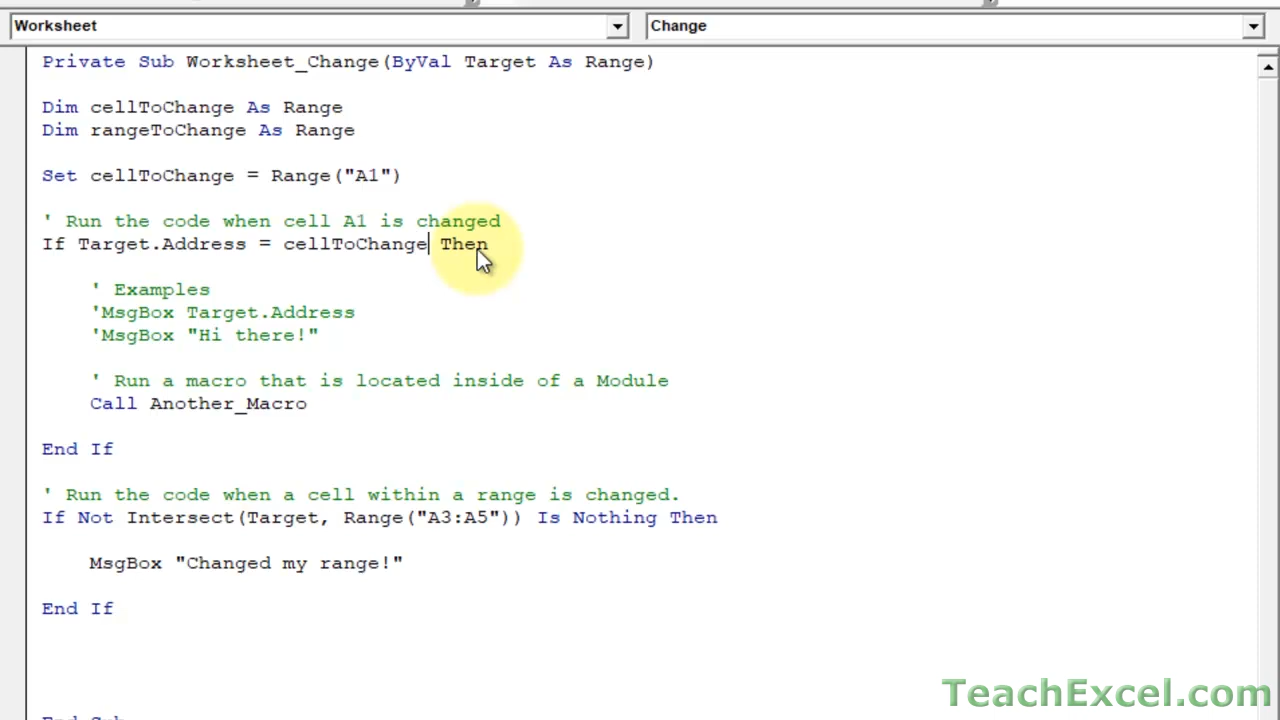 Worksheet
Change
Private Sub Worksheet_Change(ByVal Target As Range)
Dim cellToChange As Range
Dim rangeToChange As Range
Set cellToChange = Range("A1")
' Run the code when cell A1 is changed
If Target.Address = cellToChange Then
' Examples
'MsgBox Target.Address
'MsgBox "Hi there!"
' Run a macro that is located inside of a Module
Call Another_Macro
End If
' Run the code when a cell within a range is changed.
If Not Intersect(Target, Range("A3:A5")) Is Nothing Then
MsgBox "Changed my range!"
End If
End Sub
TeachExcel.com